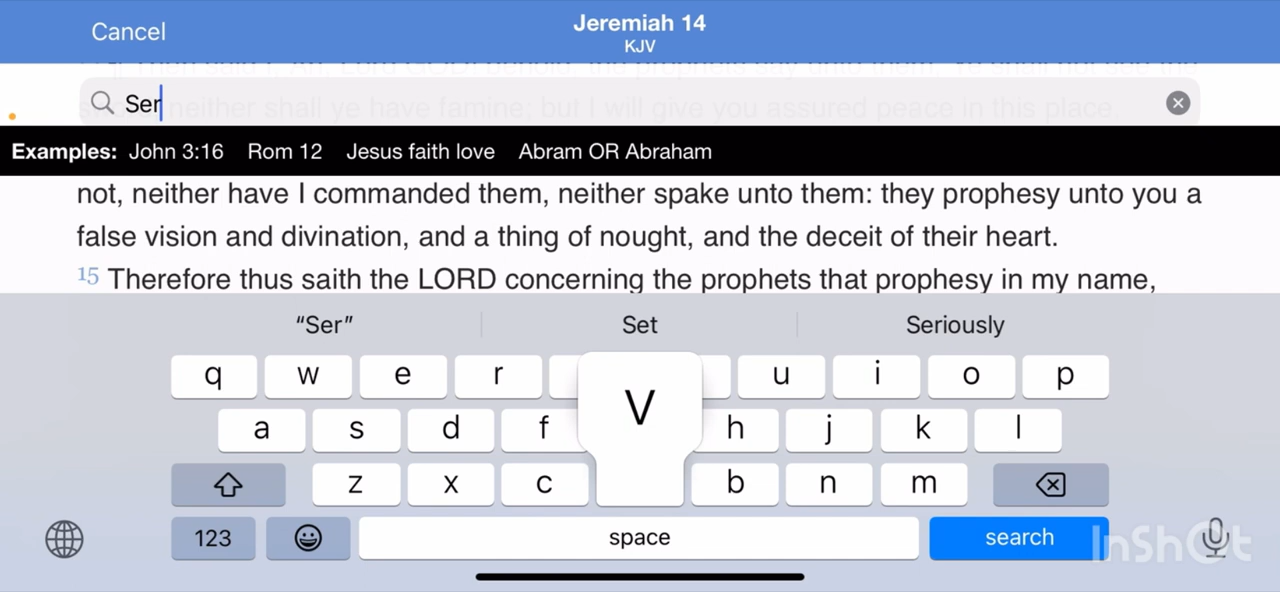 Cancel
Jeremiah 14
KJV
Ser
neither shall ye have famine; but I will give you assured peace in this place.
Examples: John 3:16 Rom 12 Jesus faith love Abram OR Abraham
not, neither have I commanded them, neither spake unto them: they prophesy unto you a
false vision and divination, and a thing of nought, and the deceit of their heart.
15 Therefore thus saith the LORD concerning the prophets that prophesy in my name,
“Ser” Set Seriously
q w e r u i o p
a s d f V h j k l
z x c b n m
123 space search
InShOt